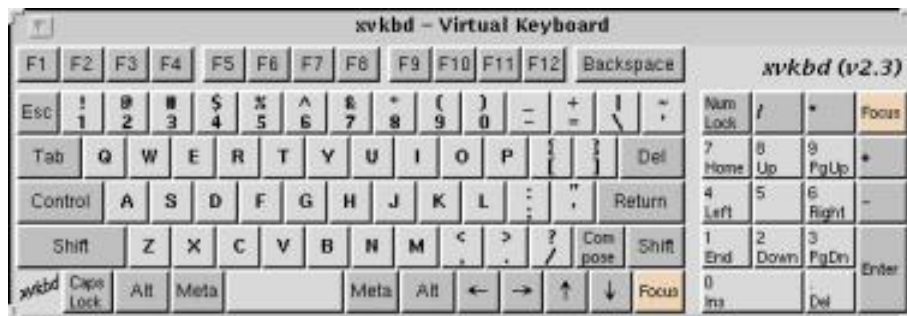 xvkbd – Virtual Keyboard
F1 F2 F3 F4 F5 F6 F7 F8 F9 F10 F11 F12 Backspace xvkbd (v2.3)
Esc ! 1 @ 2 # 3 $ 4 % 5 ^ 6 & 7 * 8 ( 9 ) 0 _ - + = | \ ~ ` Num Lock / * Focus
Tab Q W E R T Y U I O P { [ } ] Del 7 Home 8 Up 9 PgUp +
Control A S D F G H J K L : ; " ' Return 4 Left 5 6 Right -
Shift Z X C V B N M < , > . ? / Com pose Shift 1 End 2 Down 3 PgDn Enter
xvkbd Caps Lock Alt Meta Meta Alt ← → ↑ ↓ Focus 0 Ins . Del